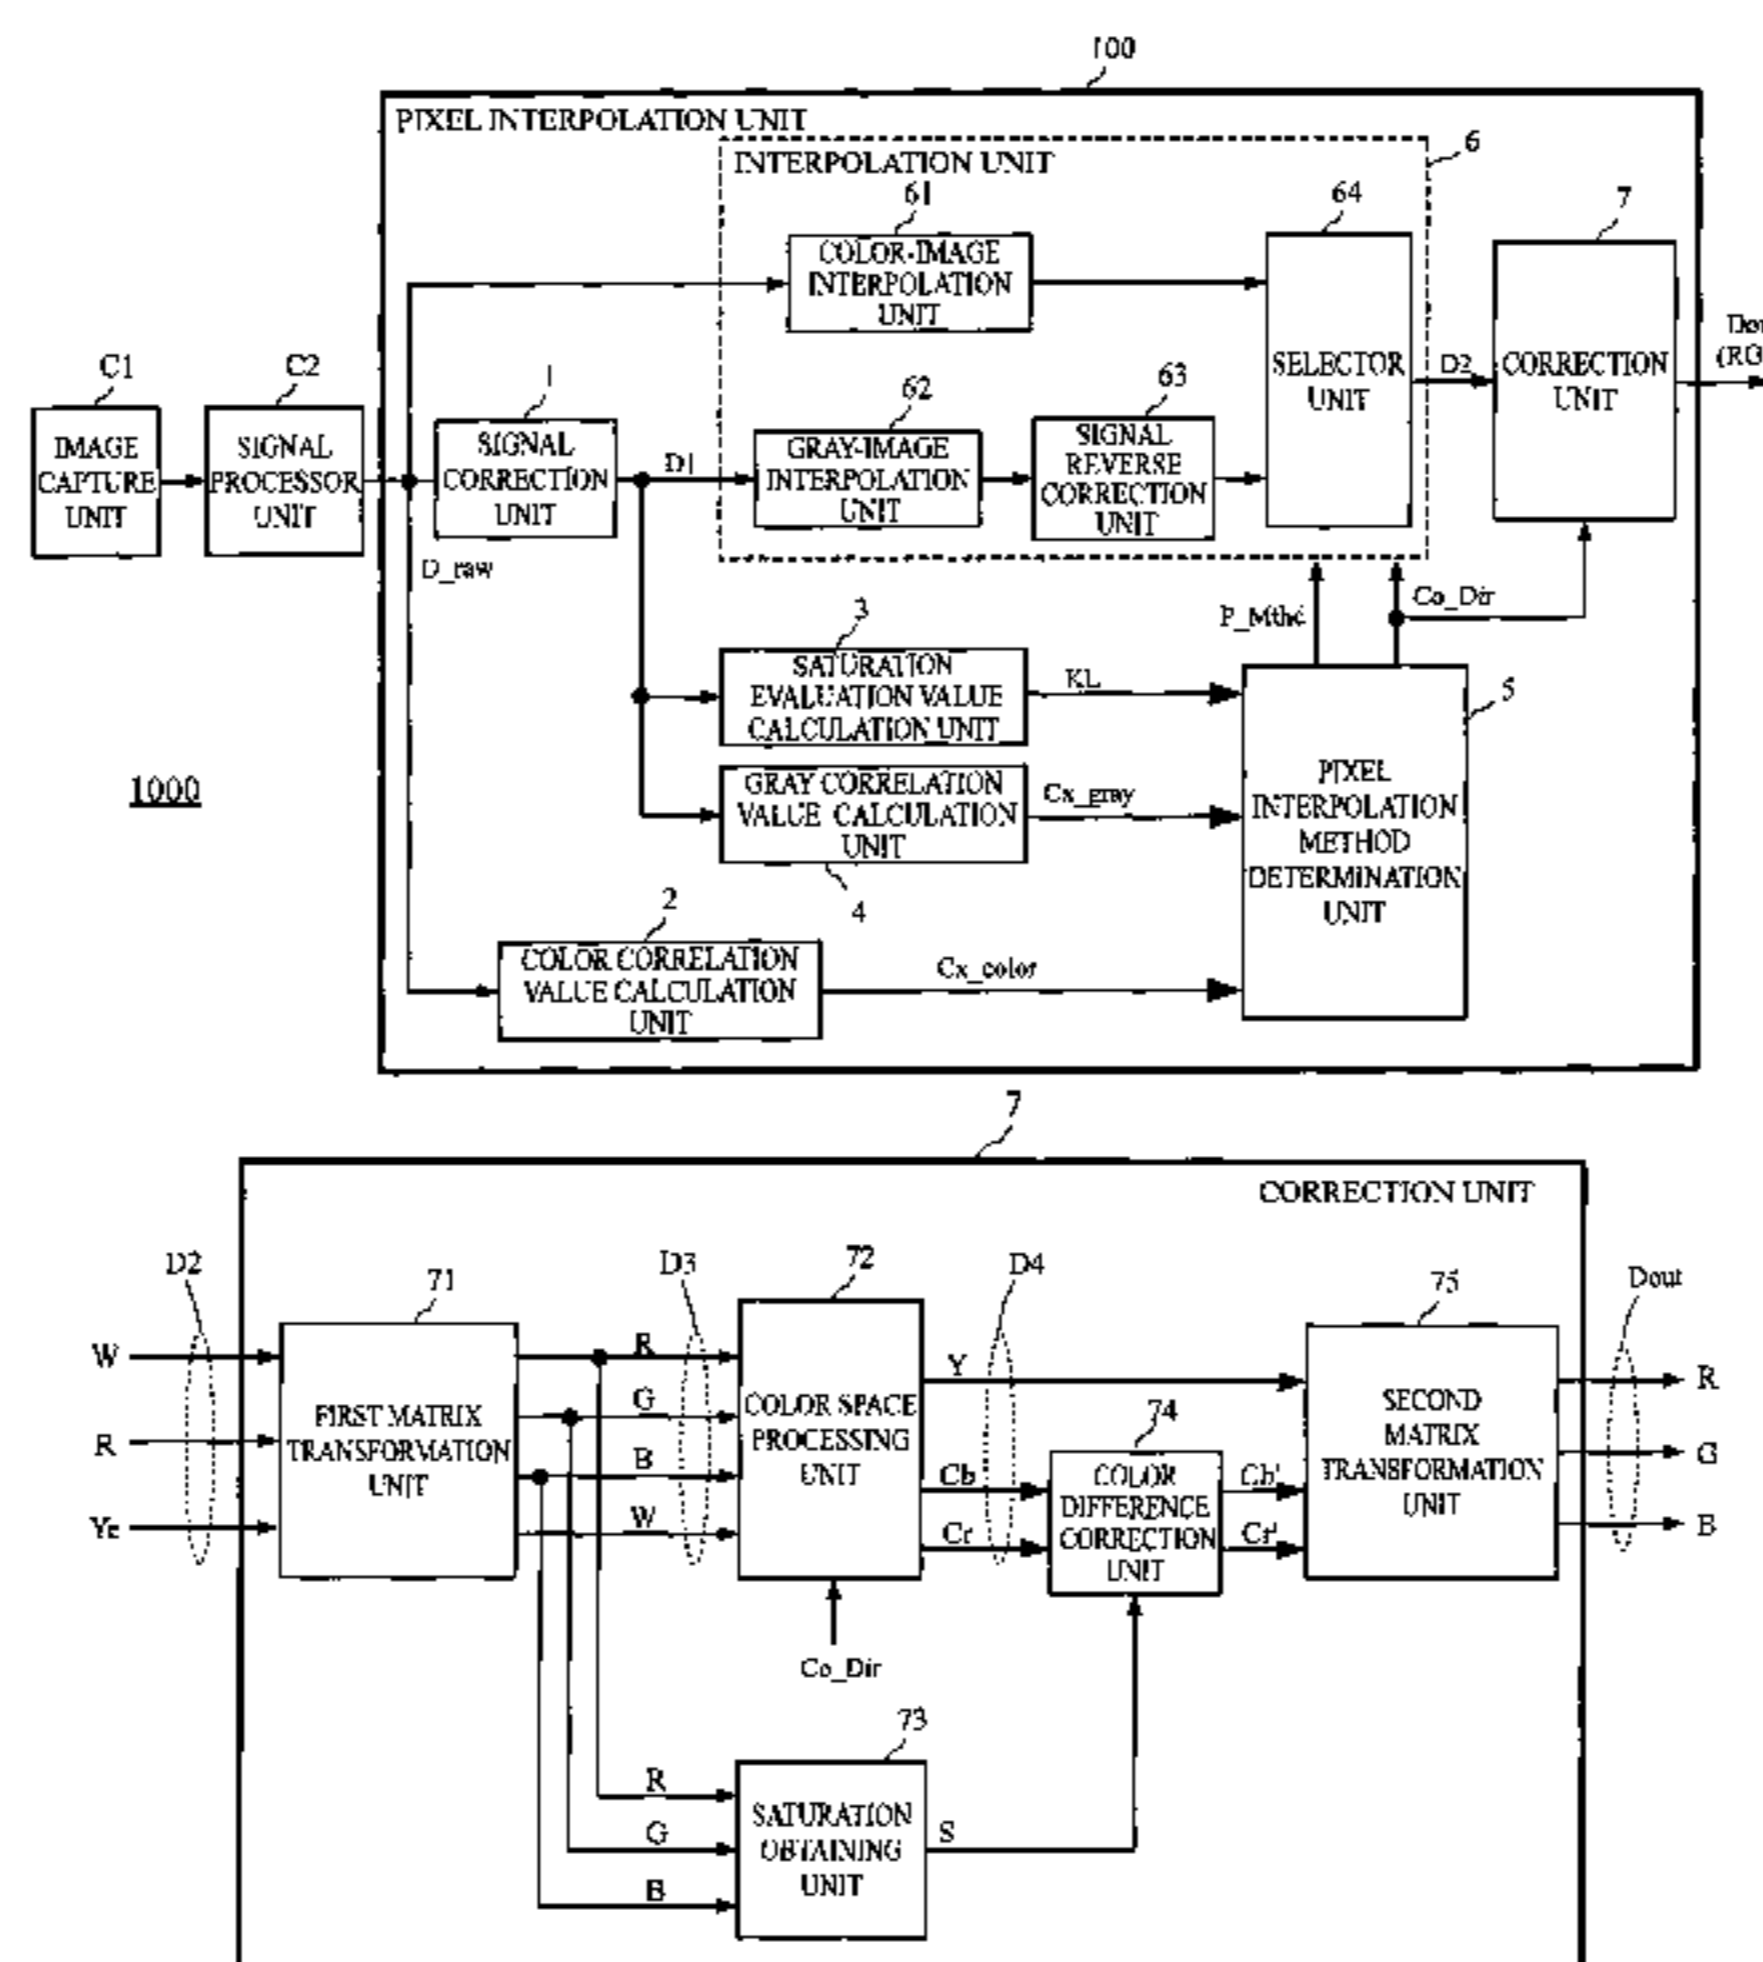 100
PIXEL INTERPOLATION UNIT
INTERPOLATION UNIT
6
61
64
7
COLOR-IMAGE
INTERPOLATION
UNIT
C1
C2
1
62
63
IMAGE
CAPTURE
UNIT
SIGNAL
PROCESSOR
UNIT
SIGNAL
CORRECTION
UNIT
D1
GRAY-IMAGE
INTERPOLATION
UNIT
SIGNAL
REVERSE
CORRECTION
UNIT
SELECTOR
UNIT
D2
CORRECTION
UNIT
Dou
(RG
D_raw
P_Mthd
Co_Dir
3
SATURATION
EVALUATION VALUE
CALCULATION UNIT
KL
5
1000
GRAY CORRELATION
VALUE CALCULATION
UNIT
Cx_gray
4
PIXEL
INTERPOLATION
METHOD
DETERMINATION
UNIT
2
COLOR CORRELATION
VALUE CALCULATION
UNIT
Cx_color
7
CORRECTION UNIT
D2
71
D3
72
D4
75
Dout
W
R
Ye
FIRST MATRIX
TRANSFORMATION
UNIT
R
G
B
W
COLOR SPACE
PROCESSING
UNIT
Y
Cb
Cr
74
COLOR
DIFFERENCE
CORRECTION
UNIT
Cb'
Cr'
SECOND
MATRIX
TRANSFORMATION
UNIT
R
G
B
Co_Dir
73
R
G
B
SATURATION
OBTAINING
UNIT
S